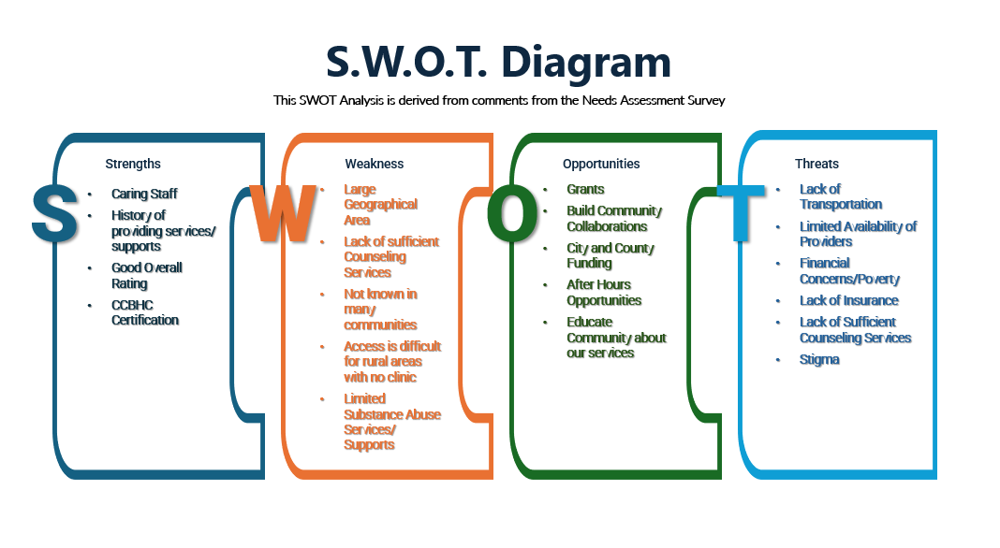 S.W.O.T. Diagram
This SWOT Analysis is derived from comments from the Needs Assessment Survey
S
Strengths
• Caring Staff
• History of
providing services/
supports
• Good Overall
Rating
• CCBHC
Certification
W
Weakness
• Large
Geographical
Area
• Lack of sufficient
Counseling
Services
• Not known in
many
communities
• Access is difficult
for rural areas
with no clinic
• Limited
Substance Abuse
Services/
Supports
O
Opportunities
• Grants
• Build Community
Collaborations
• City and County
Funding
• After Hours
Opportunities
• Educate
Community about
our services
T
Threats
• Lack of
Transportation
• Limited Availability of
Providers
• Financial
Concerns/Poverty
• Lack of Insurance
• Lack of Sufficient
Counseling Services
• Stigma